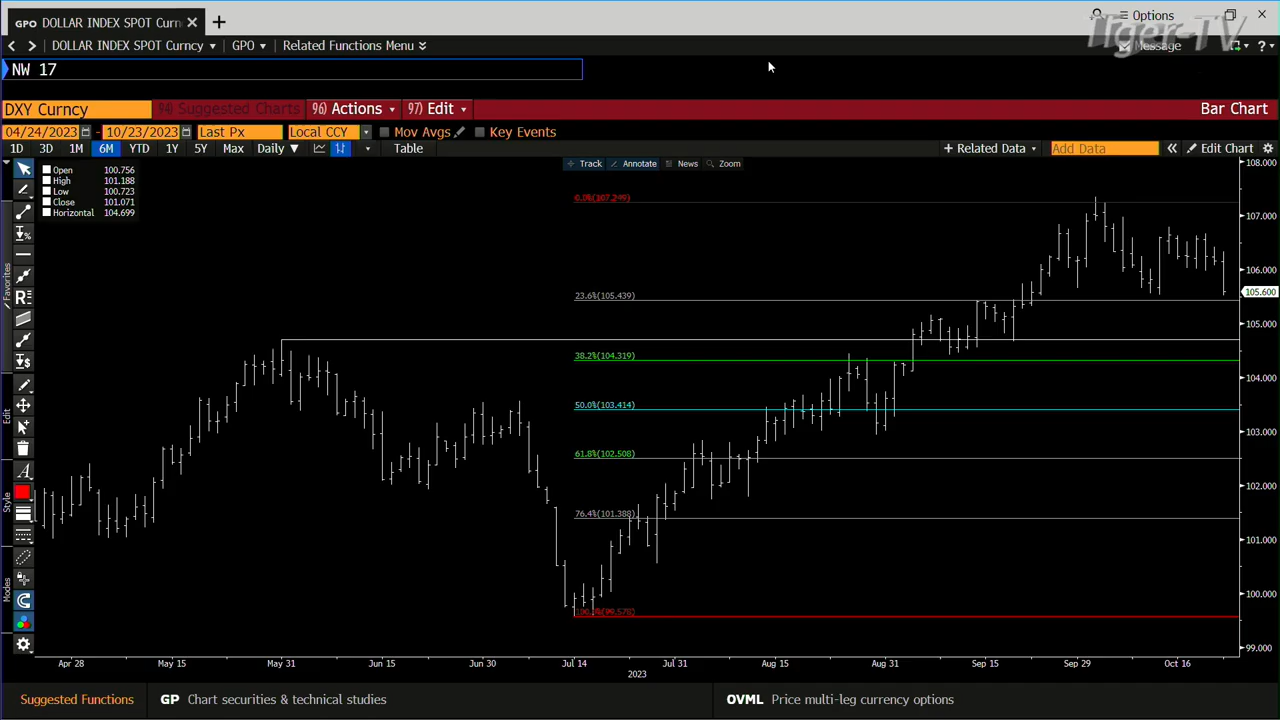 GPO DOLLAR INDEX SPOT Curn
Options
DOLLAR INDEX SPOT Curncy GPO Related Functions Menu
Message
Tiger-TV
NW 17
DXY Curncy 94) Suggested Charts 96) Actions 97) Edit Bar Chart
04/24/2023 - 10/23/2023 Last Px Local CCY Mov Avgs Key Events
1D 3D 1M 6M YTD 1Y 5Y Max Daily Table + Related Data Add Data Edit Chart
Track Annotate News Zoom
Open 100.756
High 101.188
Low 100.723
Close 101.071
Horizontal 104.699
108.000
0.0%(107.249)
107.000
106.000
105.600
23.6%(105.439)
105.000
38.2%(104.319)
104.000
50.0%(103.414)
103.000
61.8%(102.508)
102.000
76.4%(101.388)
101.000
100.000
99.000
Favorites
Edit
Style
Modes
Apr 28 May 15 May 31 Jun 15 Jun 30 Jul 14 Jul 31 Aug 15 Aug 31 Sep 15 Sep 29 Oct 16
2023
Suggested Functions GP Chart securities & technical studies OVML Price multi-leg currency options